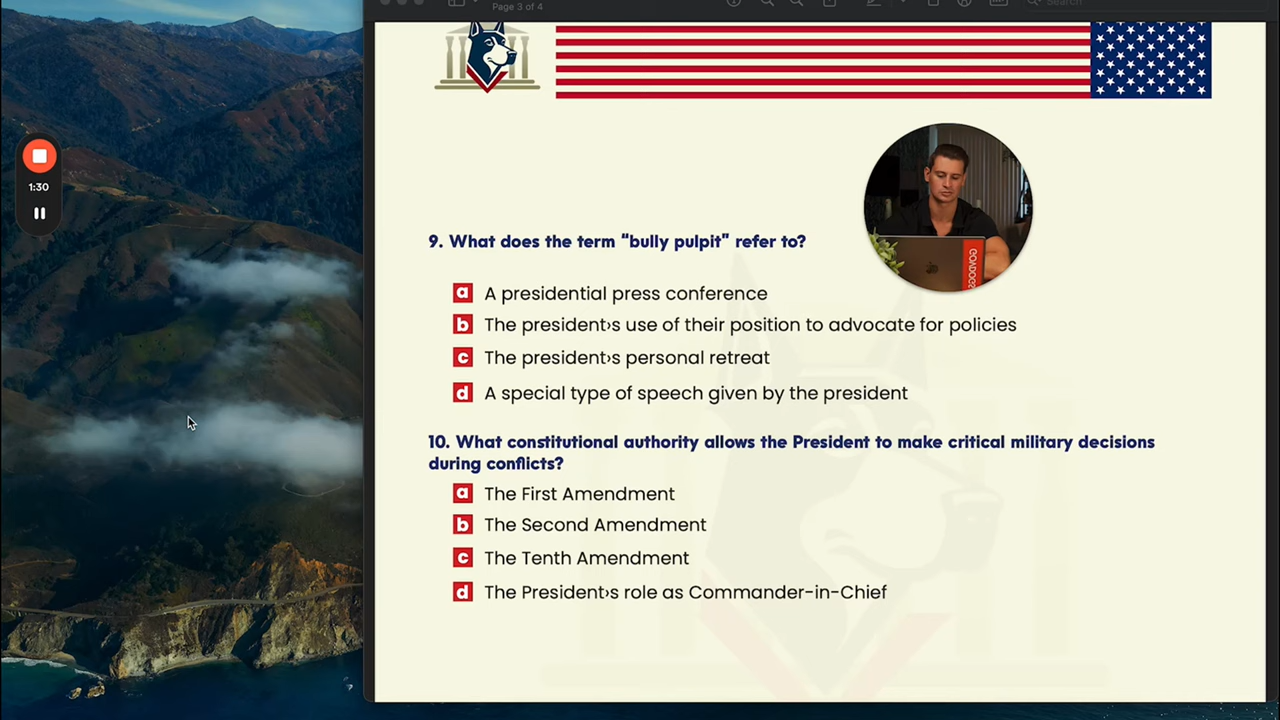 Page 3 of 4
Search
1:30
9. What does the term “bully pulpit” refer to?
a A presidential press conference
b The president›s use of their position to advocate for policies
c The president›s personal retreat
d A special type of speech given by the president
10. What constitutional authority allows the President to make critical military decisions
during conflicts?
a The First Amendment
b The Second Amendment
c The Tenth Amendment
d The President›s role as Commander-in-Chief